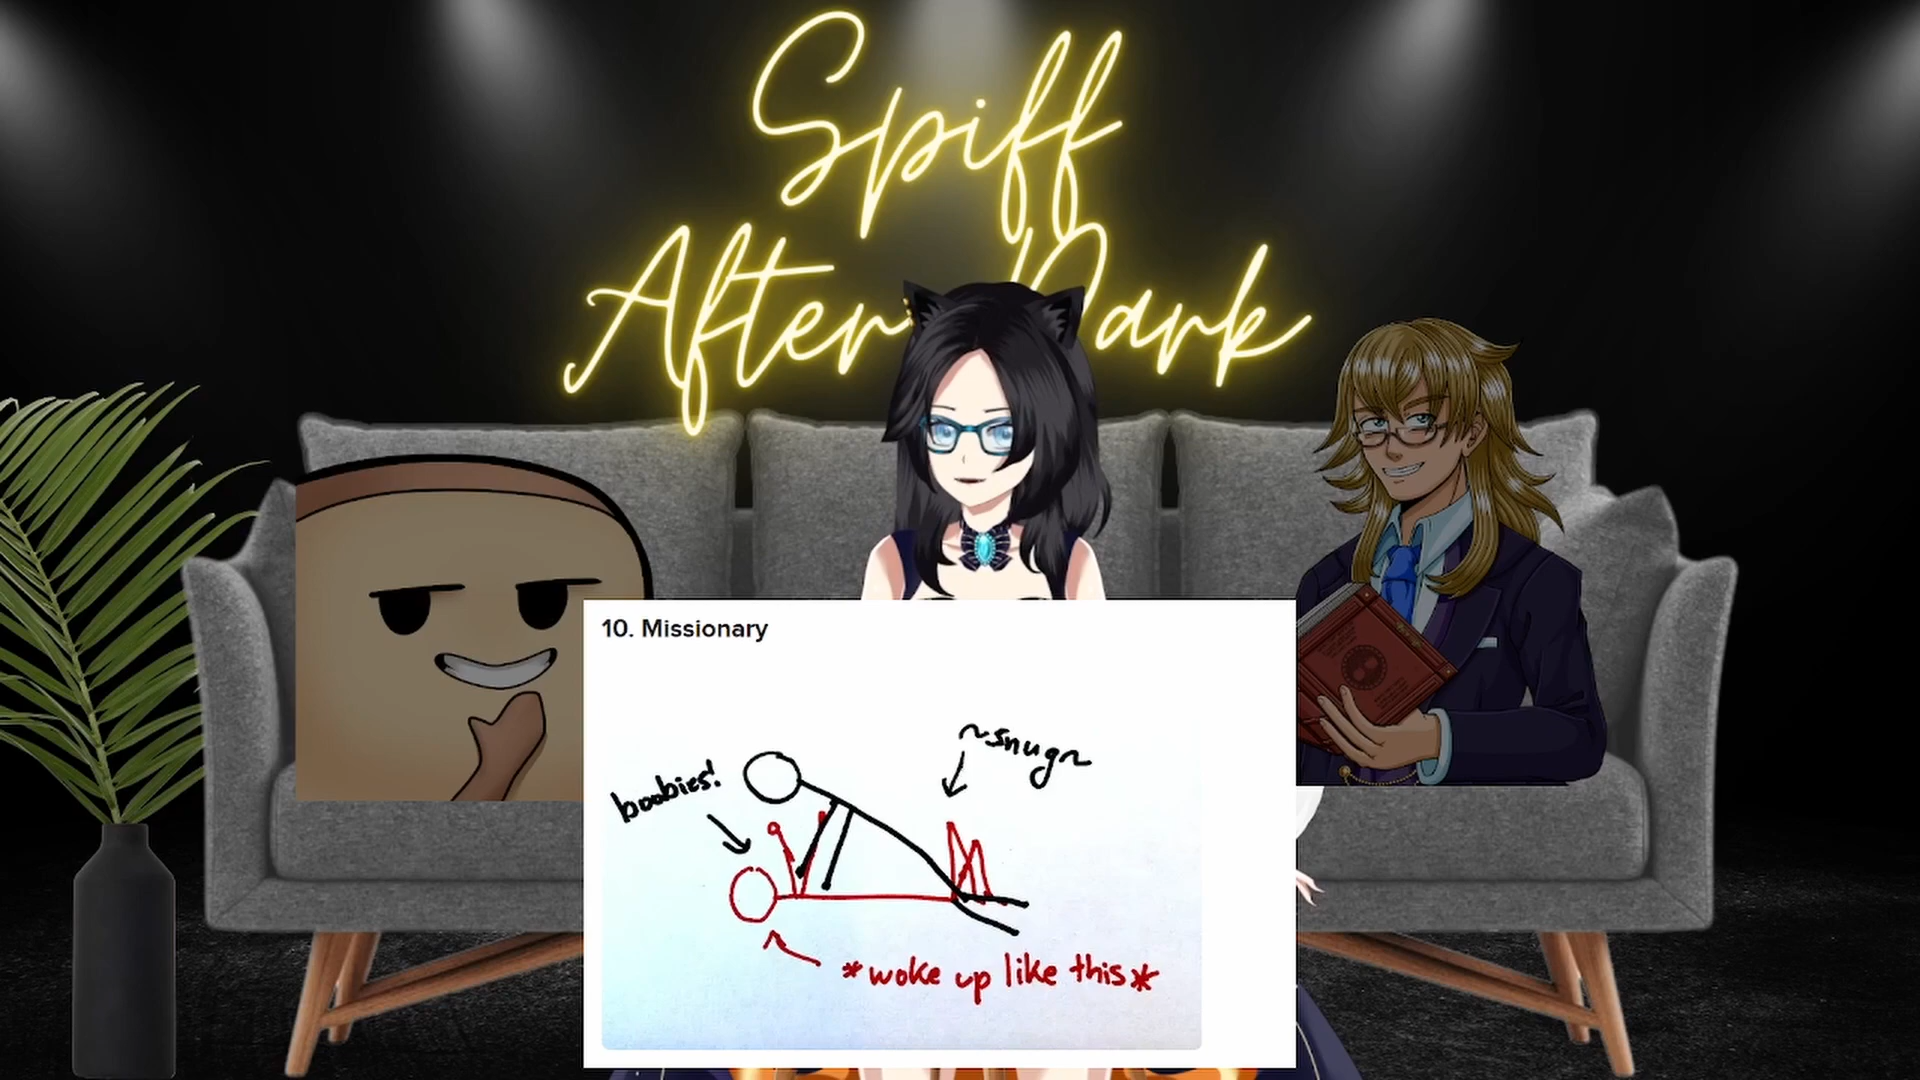 Spiff
After Dark
10. Missionary
~snug~
boobies!
*woke up like this*